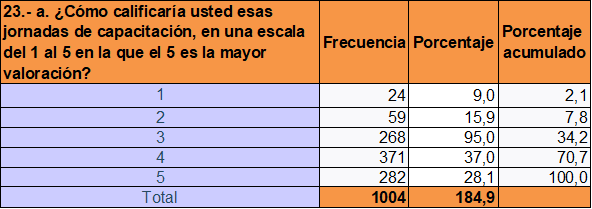 23.- a. ¿Cómo calificaría usted esas
jornadas de capacitación, en una escala
del 1 al 5 en la que el 5 es la mayor
valoración?
Frecuencia Porcentaje Porcentaje
acumulado
1 24 9,0 2,1
2 59 15,9 7,8
3 268 95,0 34,2
4 371 37,0 70,7
5 282 28,1 100,0
Total 1004 184,9